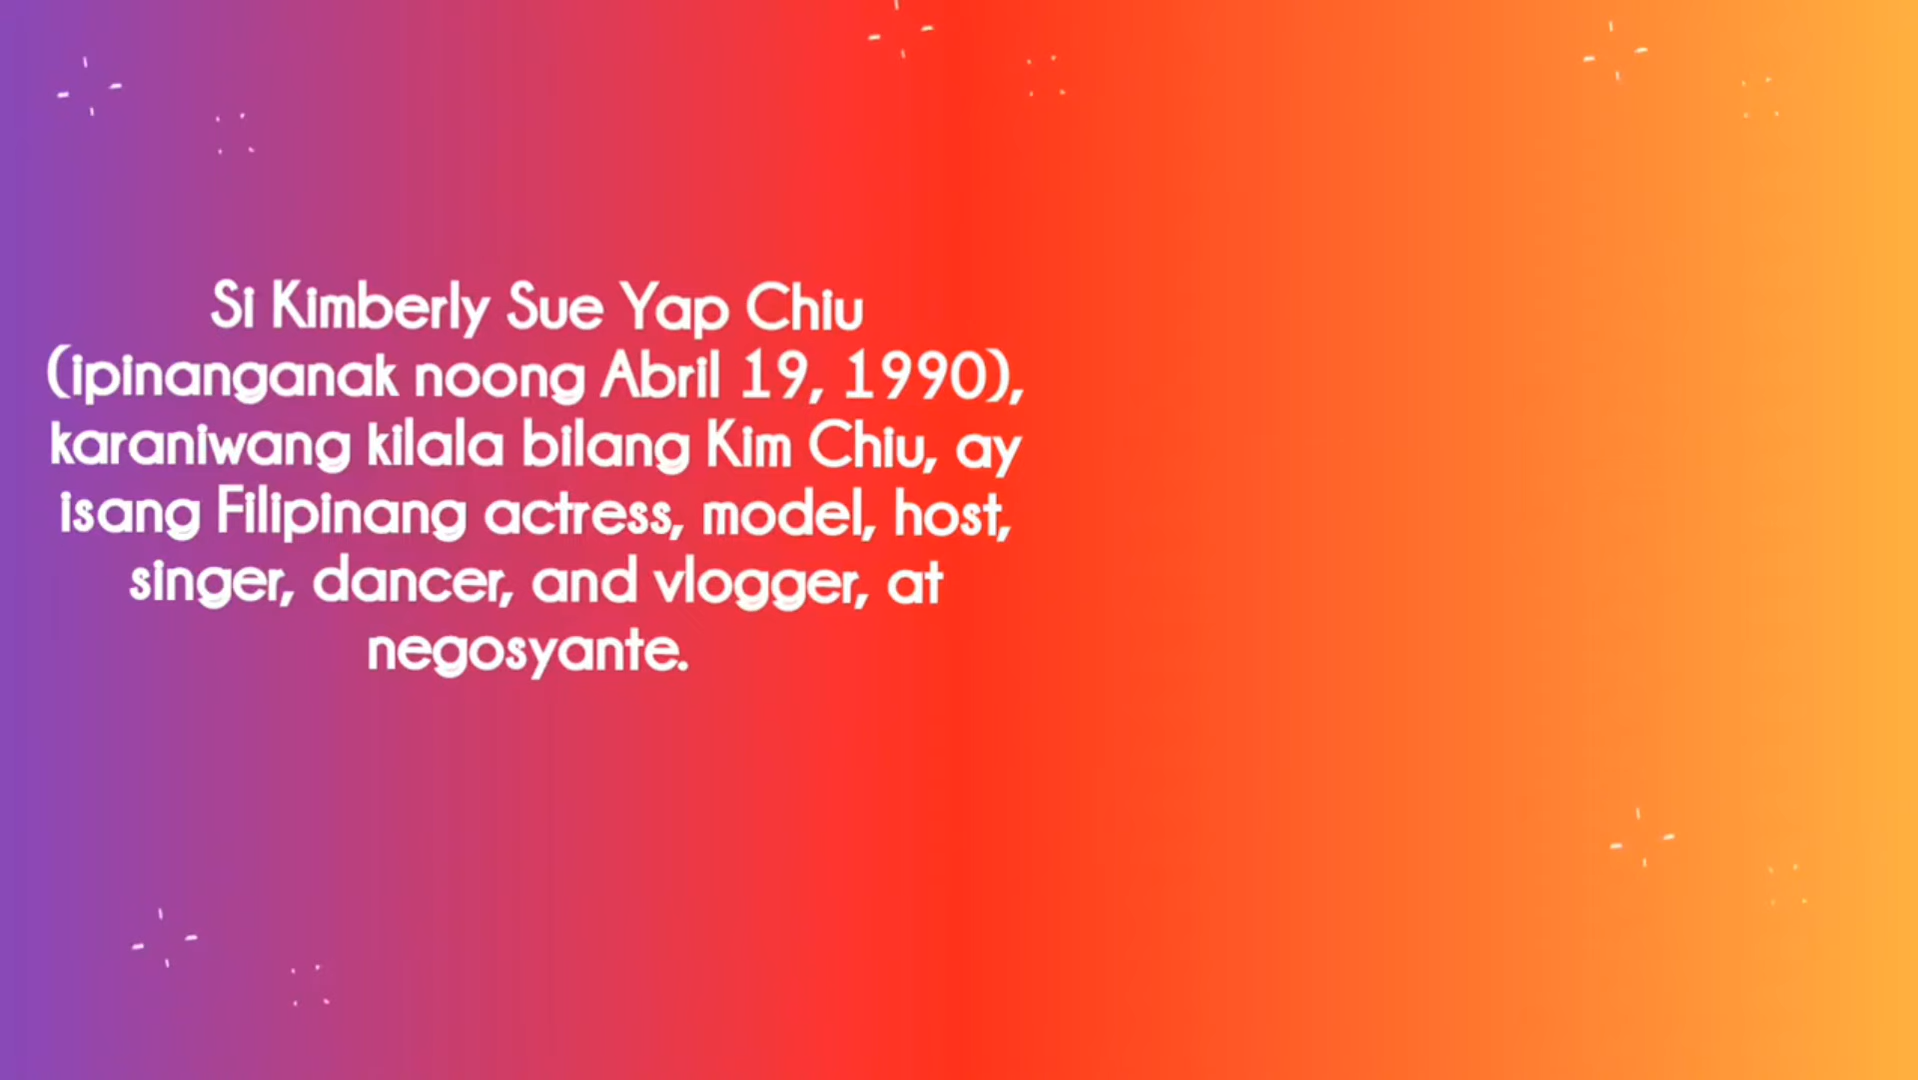 Si Kimberly Sue Yap Chiu
(ipinanganak noong Abril 19, 1990),
karaniwang kilala bilang Kim Chiu, ay
isang Filipinang actress, model, host,
singer, dancer, and vlogger, at
negosyante.